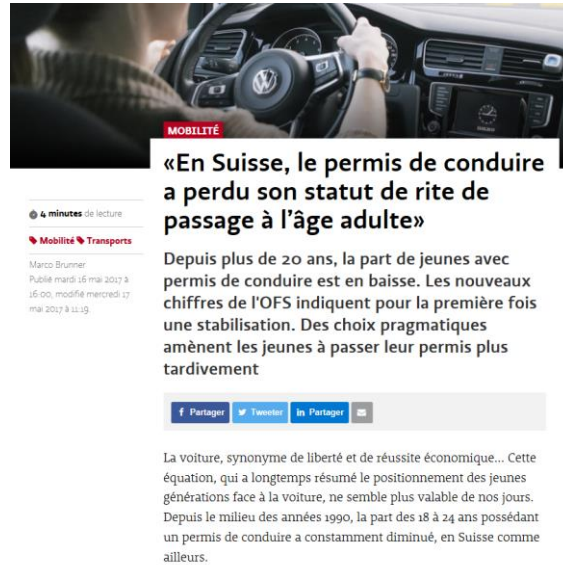 MOBILITÉ
«En Suisse, le permis de conduire
a perdu son statut de rite de
passage à l'âge adulte»
4 minutes de lecture
Mobilité Transports
Marco Brunner
Publié mardi 16 mai 2017 à
16:00, modifié mercredi 17
mai 2017 à 11:19.
Depuis plus de 20 ans, la part de jeunes avec
permis de conduire est en baisse. Les nouveaux
chiffres de l'OFS indiquent pour la première fois
une stabilisation. Des choix pragmatiques
amènent les jeunes à passer leur permis plus
tardivement
Partager Tweeter Partager
La voiture, synonyme de liberté et de réussite économique... Cette
équation, qui a longtemps résumé le positionnement des jeunes
générations face à la voiture, ne semble plus valable de nos jours.
Depuis le milieu des années 1990, la part des 18 à 24 ans possédant
un permis de conduire a constamment diminué, en Suisse comme
ailleurs.